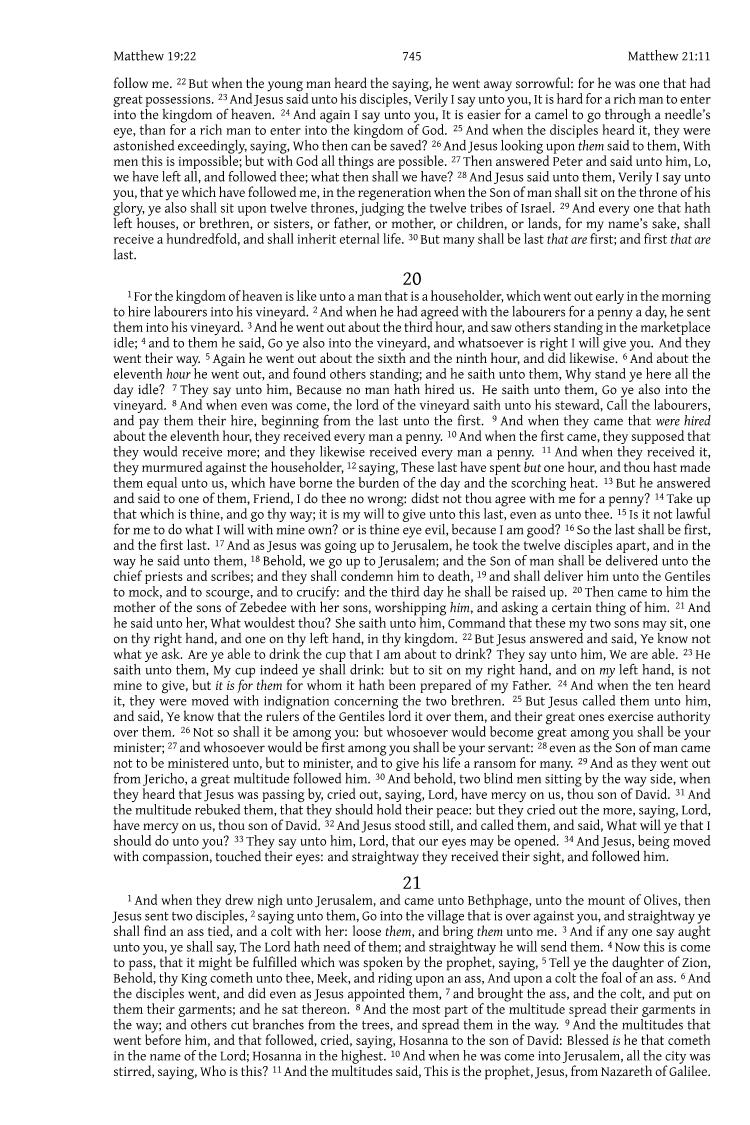 Matthew 19:22 745 Matthew 21:11
follow me. 22 But when the young man heard the saying, he went away sorrowful: for he was one that had
great possessions. 23 And Jesus said unto his disciples, Verily I say unto you, It is hard for a rich man to enter
into the kingdom of heaven. 24 And again I say unto you, It is easier for a camel to go through a needle’s
eye, than for a rich man to enter into the kingdom of God. 25 And when the disciples heard it, they were
astonished exceedingly, saying, Who then can be saved? 26 And Jesus looking upon them said to them, With
men this is impossible; but with God all things are possible. 27 Then answered Peter and said unto him, Lo,
we have left all, and followed thee; what then shall we have? 28 And Jesus said unto them, Verily I say unto
you, that ye which have followed me, in the regeneration when the Son of man shall sit on the throne of his
glory, ye also shall sit upon twelve thrones, judging the twelve tribes of Israel. 29 And every one that hath
left houses, or brethren, or sisters, or father, or mother, or children, or lands, for my name’s sake, shall
receive a hundredfold, and shall inherit eternal life. 30 But many shall be last that are first; and first that are
last.
20
1 For the kingdom of heaven is like unto a man that is a householder, which went out early in the morning
to hire labourers into his vineyard. 2 And when he had agreed with the labourers for a penny a day, he sent
them into his vineyard. 3 And he went out about the third hour, and saw others standing in the marketplace
idle; 4 and to them he said, Go ye also into the vineyard, and whatsoever is right I will give you. And they
went their way. 5 Again he went out about the sixth and the ninth hour, and did likewise. 6 And about the
eleventh hour he went out, and found others standing; and he saith unto them, Why stand ye here all the
day idle? 7 They say unto him, Because no man hath hired us. He saith unto them, Go ye also into the
vineyard. 8 And when even was come, the lord of the vineyard saith unto his steward, Call the labourers,
and pay them their hire, beginning from the last unto the first. 9 And when they came that were hired
about the eleventh hour, they received every man a penny. 10 And when the first came, they supposed that
they would receive more; and they likewise received every man a penny. 11 And when they received it,
they murmured against the householder, 12 saying, These last have spent but one hour, and thou hast made
them equal unto us, which have borne the burden of the day and the scorching heat. 13 But he answered
and said to one of them, Friend, I do thee no wrong: didst not thou agree with me for a penny? 14 Take up
that which is thine, and go thy way; it is my will to give unto this last, even as unto thee. 15 Is it not lawful
for me to do what I will with mine own? or is thine eye evil, because I am good? 16 So the last shall be first,
and the first last. 17 And as Jesus was going up to Jerusalem, he took the twelve disciples apart, and in the
way he said unto them, 18 Behold, we go up to Jerusalem; and the Son of man shall be delivered unto the
chief priests and scribes; and they shall condemn him to death, 19 and shall deliver him unto the Gentiles
to mock, and to scourge, and to crucify: and the third day he shall be raised up. 20 Then came to him the
mother of the sons of Zebedee with her sons, worshipping him, and asking a certain thing of him. 21 And
he said unto her, What wouldest thou? She saith unto him, Command that these my two sons may sit, one
on thy right hand, and one on thy left hand, in thy kingdom. 22 But Jesus answered and said, Ye know not
what ye ask. Are ye able to drink the cup that I am about to drink? They say unto him, We are able. 23 He
saith unto them, My cup indeed ye shall drink: but to sit on my right hand, and on my left hand, is not
mine to give, but it is for them for whom it hath been prepared of my Father. 24 And when the ten heard
it, they were moved with indignation concerning the two brethren. 25 But Jesus called them unto him,
and said, Ye know that the rulers of the Gentiles lord it over them, and their great ones exercise authority
over them. 26 Not so shall it be among you: but whosoever would become great among you shall be your
minister; 27 and whosoever would be first among you shall be your servant: 28 even as the Son of man came
not to be ministered unto, but to minister, and to give his life a ransom for many. 29 And as they went out
from Jericho, a great multitude followed him. 30 And behold, two blind men sitting by the way side, when
they heard that Jesus was passing by, cried out, saying, Lord, have mercy on us, thou son of David. 31 And
the multitude rebuked them, that they should hold their peace: but they cried out the more, saying, Lord,
have mercy on us, thou son of David. 32 And Jesus stood still, and called them, and said, What will ye that I
should do unto you? 33 They say unto him, Lord, that our eyes may be opened. 34 And Jesus, being moved
with compassion, touched their eyes: and straightway they received their sight, and followed him.
21
1 And when they drew nigh unto Jerusalem, and came unto Bethphage, unto the mount of Olives, then
Jesus sent two disciples, 2 saying unto them, Go into the village that is over against you, and straightway ye
shall find an ass tied, and a colt with her: loose them, and bring them unto me. 3 And if any one say aught
unto you, ye shall say, The Lord hath need of them; and straightway he will send them. 4 Now this is come
to pass, that it might be fulfilled which was spoken by the prophet, saying, 5 Tell ye the daughter of Zion,
Behold, thy King cometh unto thee, Meek, and riding upon an ass, And upon a colt the foal of an ass. 6 And
the disciples went, and did even as Jesus appointed them, 7 and brought the ass, and the colt, and put on
them their garments; and he sat thereon. 8 And the most part of the multitude spread their garments in
the way; and others cut branches from the trees, and spread them in the way. 9 And the multitudes that
went before him, and that followed, cried, saying, Hosanna to the son of David: Blessed is he that cometh
in the name of the Lord; Hosanna in the highest. 10 And when he was come into Jerusalem, all the city was
stirred, saying, Who is this? 11 And the multitudes said, This is the prophet, Jesus, from Nazareth of Galilee.